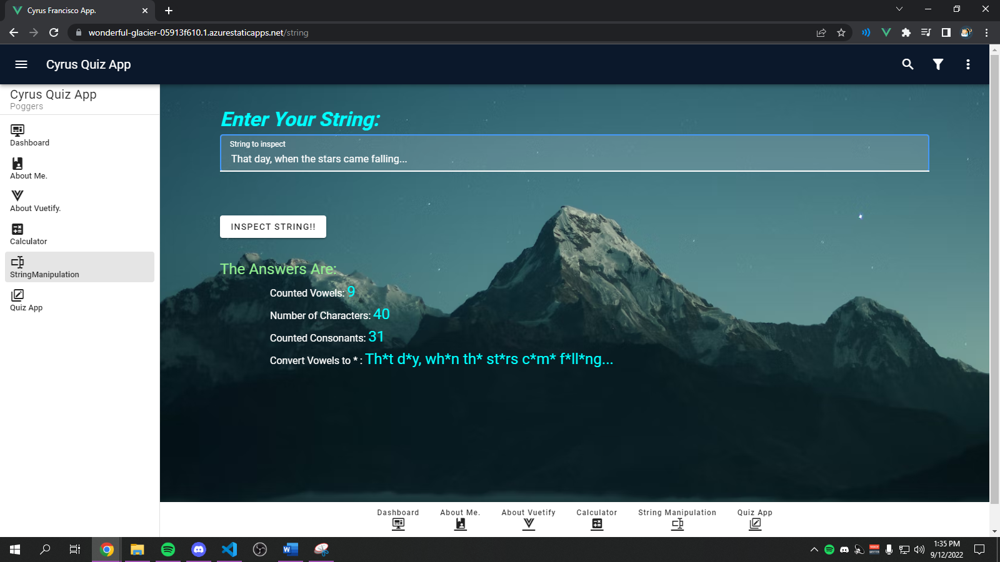 Cyrus Francisco App.
wonderful-glacier-05913f610.1.azurestaticapps.net/string
Cyrus Quiz App
Cyrus Quiz App
Poggers
Dashboard
About Me.
About Vuetify.
Calculator
StringManipulation
Quiz App
Enter Your String:
String to inspect
That day, when the stars came falling...
INSPECT STRING!!
The Answers Are:
Counted Vowels: 9
Number of Characters: 40
Counted Consonants: 31
Convert Vowels to * : Th*t d*y, wh*n th* st*rs c*m* f*ll*ng...
Dashboard About Me. About Vuetify Calculator String Manipulation Quiz App
1:35 PM
9/12/2022